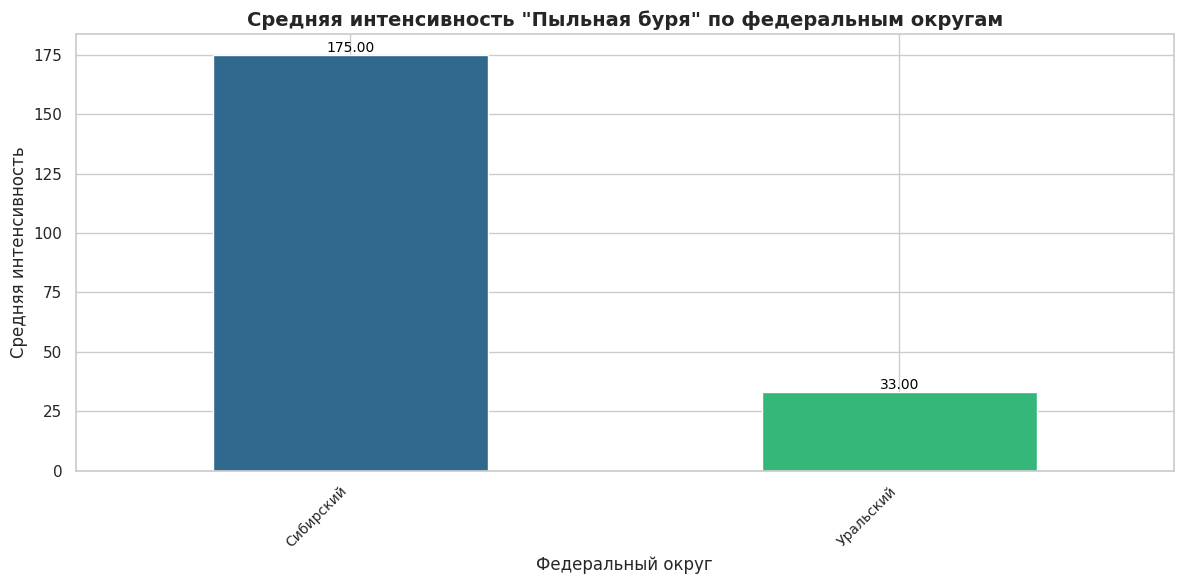 Средняя интенсивность "Пыльная буря" по федеральным округам
Средняя интенсивность
175
150
125
100
75
50
25
0
175.00
33.00
Сибирский
Уральский
Федеральный округ